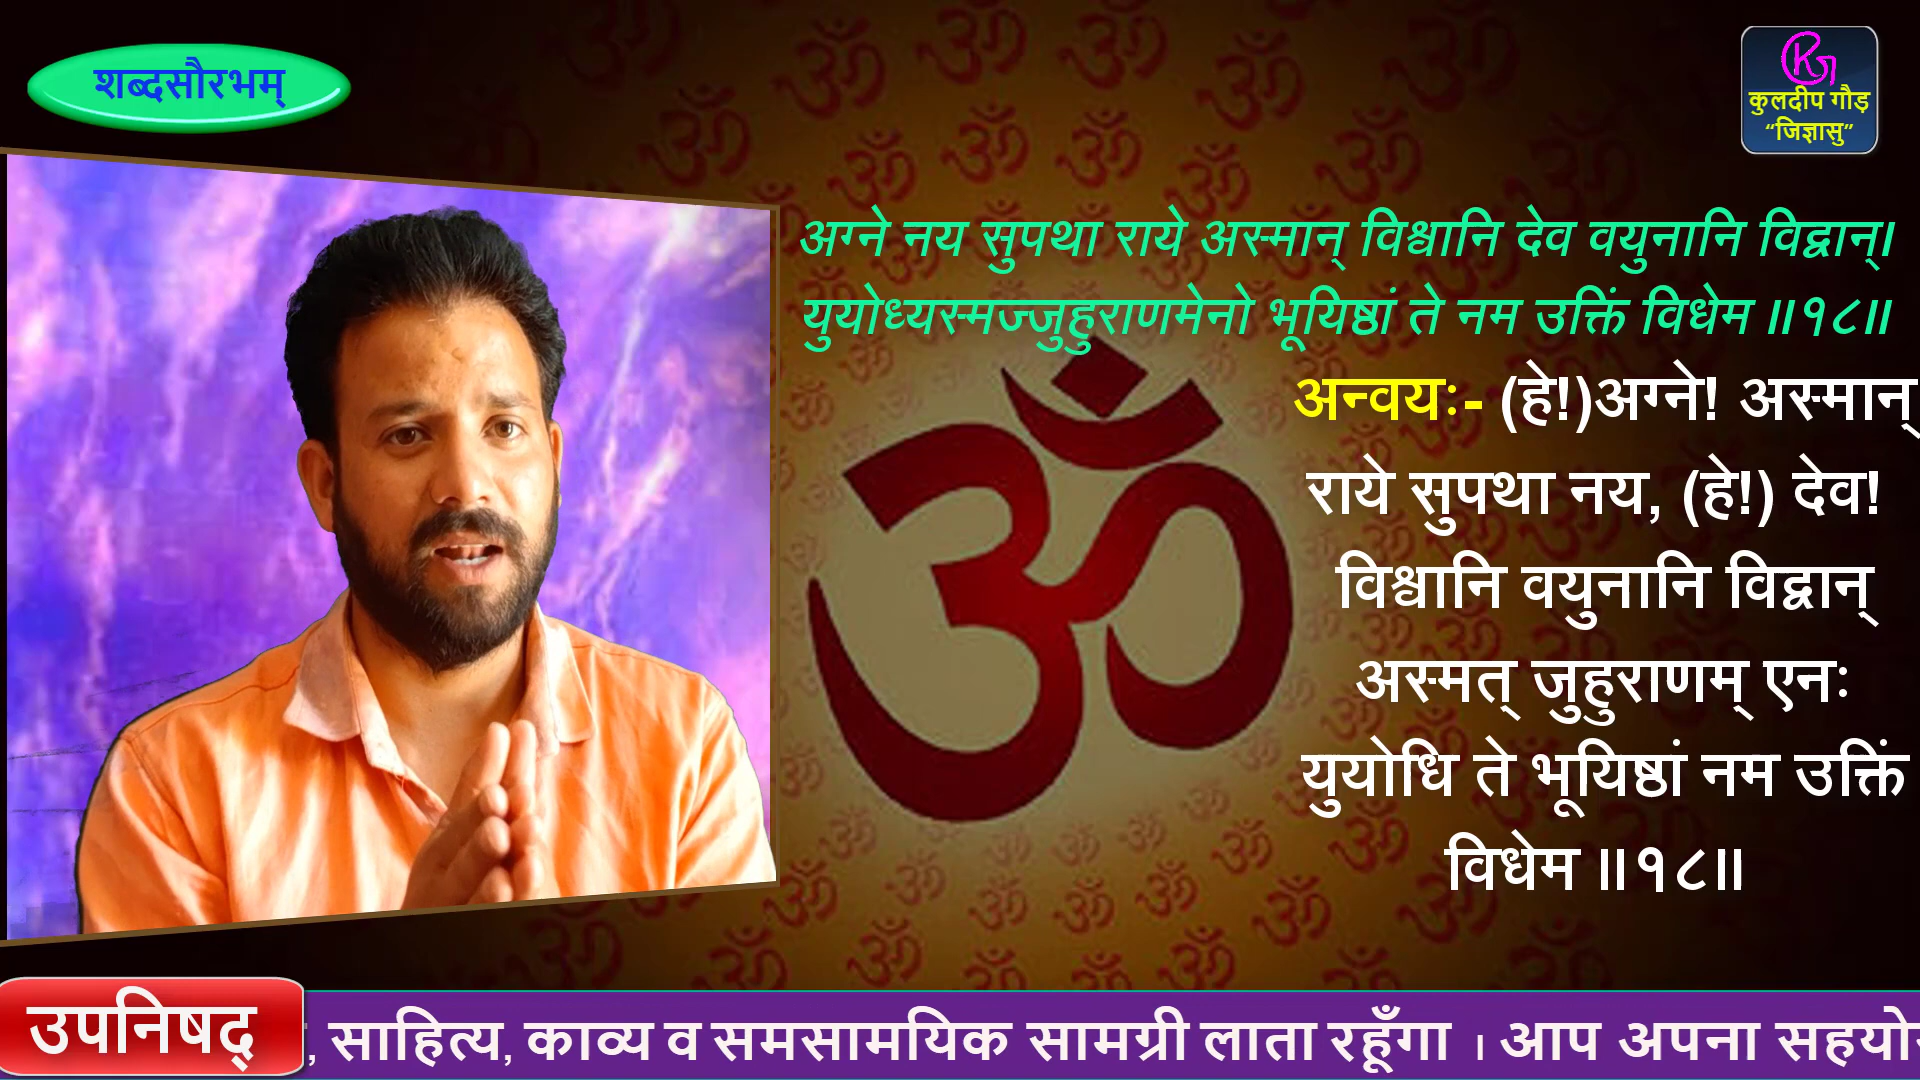 शब्दसौरभम्
कुलदीप गौड़
“जिज्ञासु”
अग्ने नय सुपथा राये अस्मान् विश्वानि देव वयुनानि विद्वान्।
युयोध्यस्मज्जुहुराणमेनो भूयिष्ठां ते नम उक्तिं विधेम ॥१८॥
अन्वयः- (हे!)अग्ने! अस्मान्
राये सुपथा नय, (हे!) देव!
विश्वानि वयुनानि विद्वान्
अस्मत् जुहुराणम् एनः
युयोधि ते भूयिष्ठां नम उक्तिं
विधेम ॥१८॥
ॐ
उपनिषद्
, साहित्य, काव्य व समसामयिक सामग्री लाता रहूँगा । आप अपना